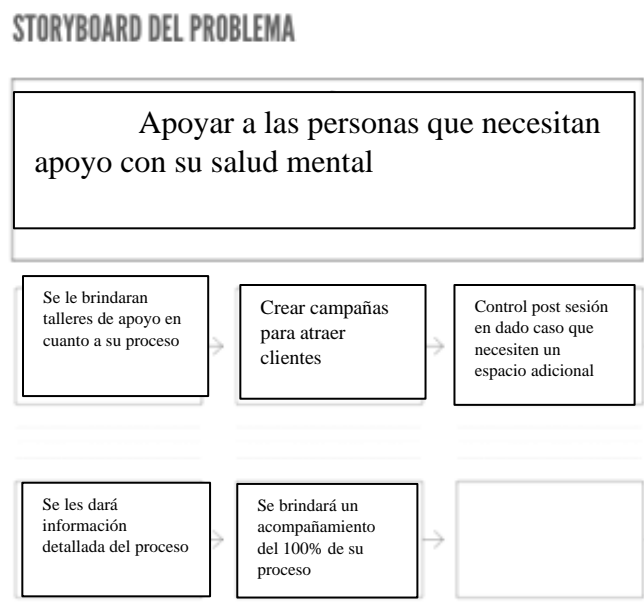 STORYBOARD DEL PROBLEMA
Apoyar a las personas que necesitan
apoyo con su salud mental
Se le brindaran
talleres de apoyo en
cuanto a su proceso
Crear campañas
para atraer
clientes
Control post sesión
en dado caso que
necesiten un
espacio adicional
Se les dará
información
detallada del proceso
Se brindará un
acompañamiento
del 100% de su
proceso